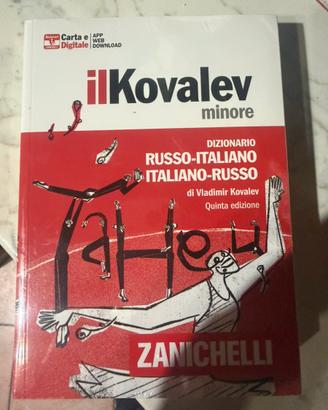 Carta e
Digitale
APP
WEB
DOWNLOAD
ilKovalev
minore
DIZIONARIO
RUSSO-ITALIANO
ITALIANO-RUSSO
di Vladimir Kovalev
Quinta edizione
Танец
ZANICHELLI